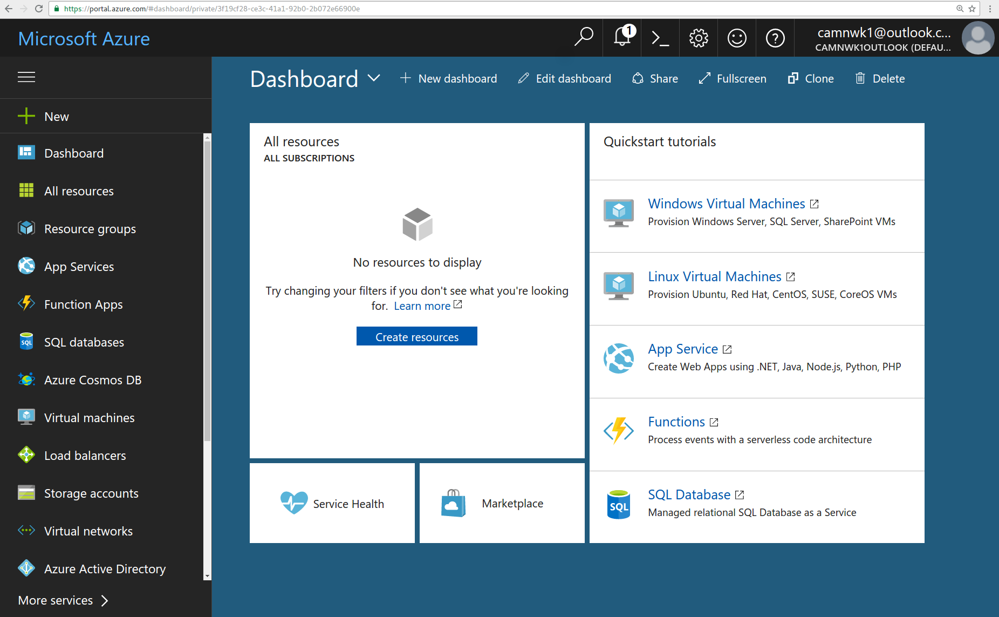 https://portal.azure.com/#dashboard/private/3f19cf28-ce3c-41a1-92b0-2b072e66900e
Microsoft Azure
1
camnwk1@outlook.c...
CAMNWK1OUTLOOK (DEFAU...
Dashboard
New dashboard
Edit dashboard
Share
Fullscreen
Clone
Delete
New
Dashboard
All resources
Resource groups
App Services
Function Apps
SQL
SQL databases
Azure Cosmos DB
Virtual machines
Load balancers
Storage accounts
Virtual networks
Azure Active Directory
More services
All resources
ALL SUBSCRIPTIONS
No resources to display
Try changing your filters if you don't see what you're looking
for. Learn more
Create resources
Service Health
Marketplace
Quickstart tutorials
Windows Virtual Machines
Provision Windows Server, SQL Server, SharePoint VMs
Linux Virtual Machines
Provision Ubuntu, Red Hat, CentOS, SUSE, CoreOS VMs
App Service
Create Web Apps using .NET, Java, Node.js, Python, PHP
Functions
Process events with a serverless code architecture
SQL
SQL Database
Managed relational SQL Database as a Service